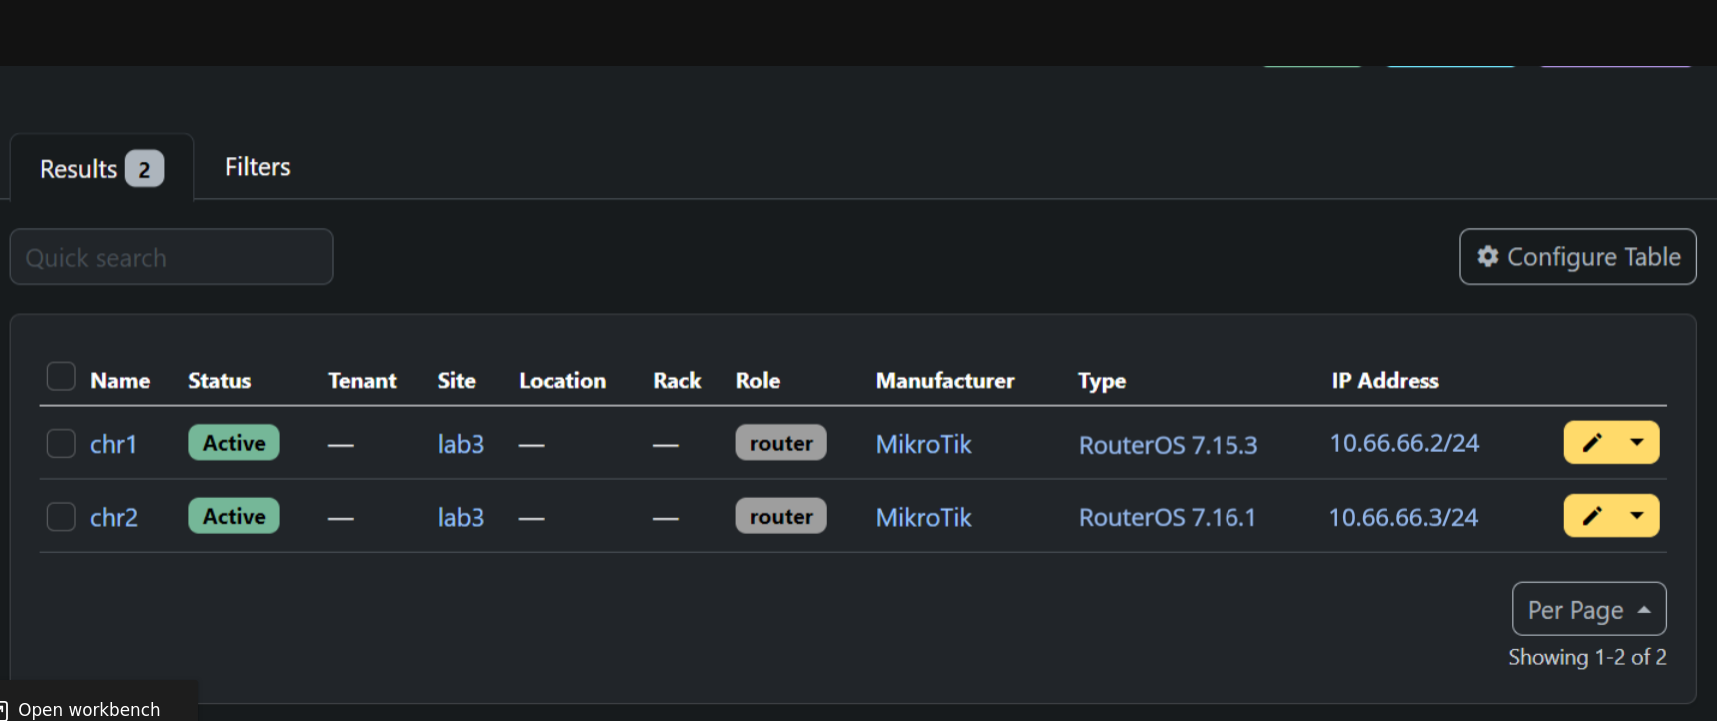 Results 2 Filters
Quick search
Configure Table
Name Status Tenant Site Location Rack Role Manufacturer Type IP Address
chr1 Active — lab3 — — router MikroTik RouterOS 7.15.3 10.66.66.2/24
chr2 Active — lab3 — — router MikroTik RouterOS 7.16.1 10.66.66.3/24
Per Page
Showing 1-2 of 2
Open workbench